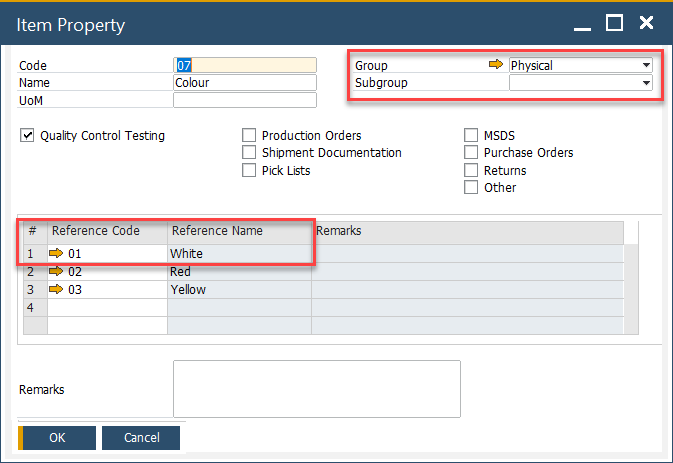 Item Property
Code 07 Group Physical
Name Colour Subgroup
UoM
Quality Control Testing Production Orders MSDS
Shipment Documentation Purchase Orders
Pick Lists Returns
Other
# Reference Code Reference Name Remarks
1 01 White
2 02 Red
3 03 Yellow
4
Remarks
OK Cancel